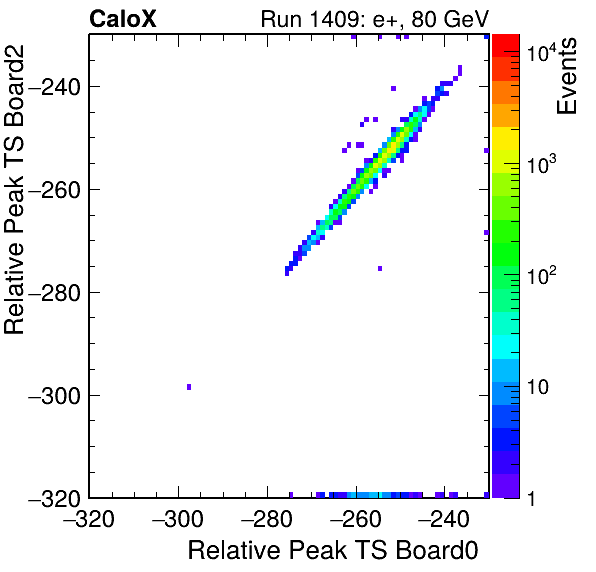 CaloX Run 1409: e+, 80 GeV
Relative Peak TS Board2
−240
−260
−280
−300
−320
−320 −300 −280 −260 −240
Relative Peak TS Board0
Events
10⁴
10³
10²
10
1